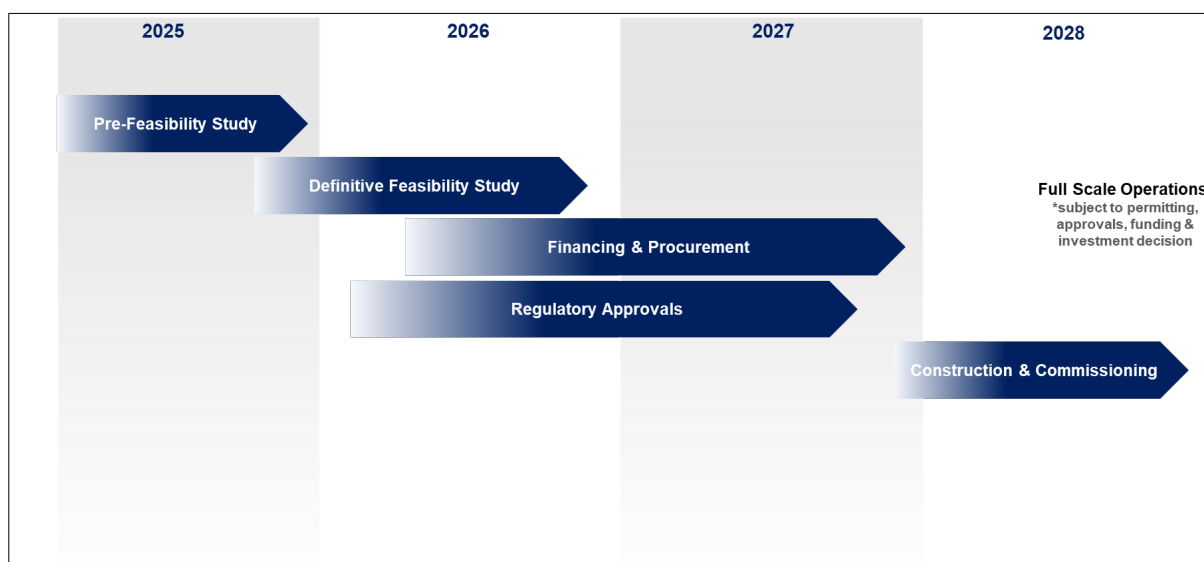 2025
2026
2027
2028
Pre-Feasibility Study
Definitive Feasibility Study
Full Scale Operations
*subject to permitting,
approvals, funding &
investment decision
Financing & Procurement
Regulatory Approvals
Construction & Commissioning